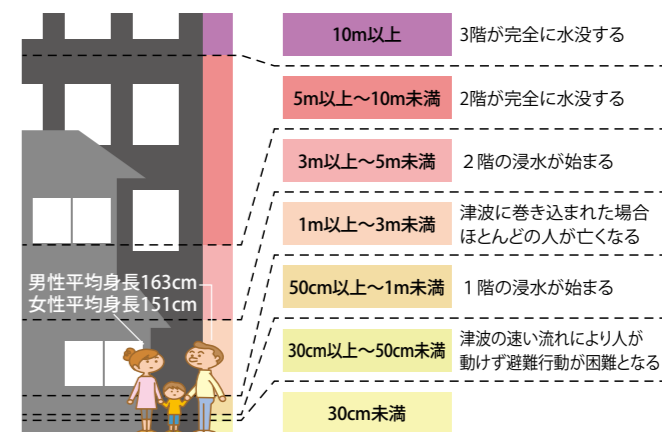 10m以上
3階が完全に水没する
5m以上～10m未満
2階が完全に水没する
3m以上～5m未満
２階の浸水が始まる
1m以上～3m未満
津波に巻き込まれた場合
ほとんどの人が亡くなる
男性平均身長163cm
女性平均身長151cm
50cm以上～1m未満
１階の浸水が始まる
30cm以上～50cm未満
津波の速い流れにより人が
動けず避難行動が困難となる
30cm未満